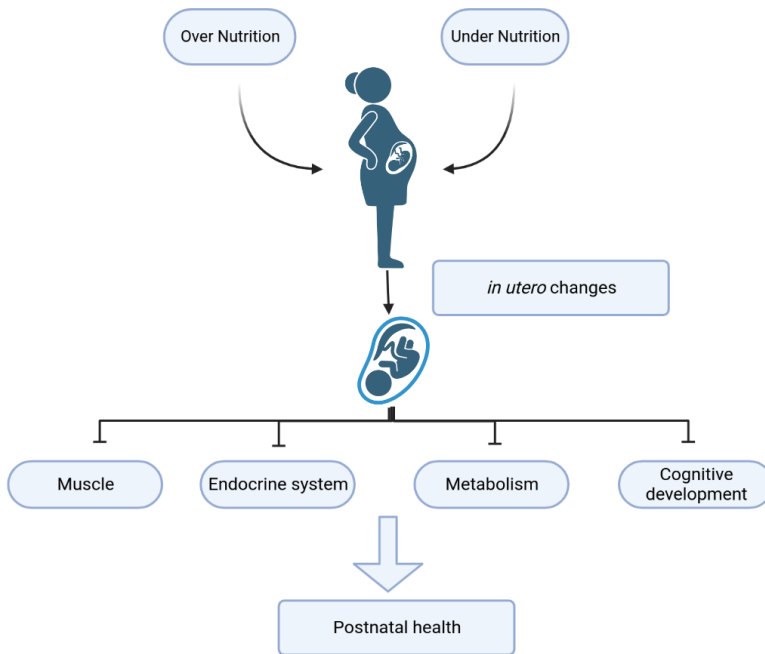 Over Nutrition
Under Nutrition
in utero changes
Muscle
Endocrine system
Metabolism
Cognitive
development
Postnatal health